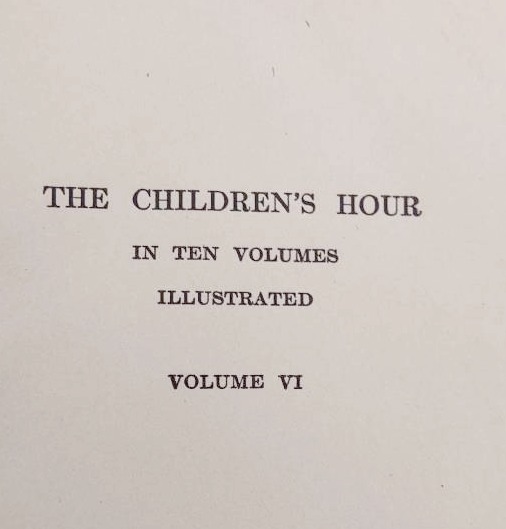 THE CHILDREN'S HOUR
IN TEN VOLUMES
ILLUSTRATED
VOLUME VI